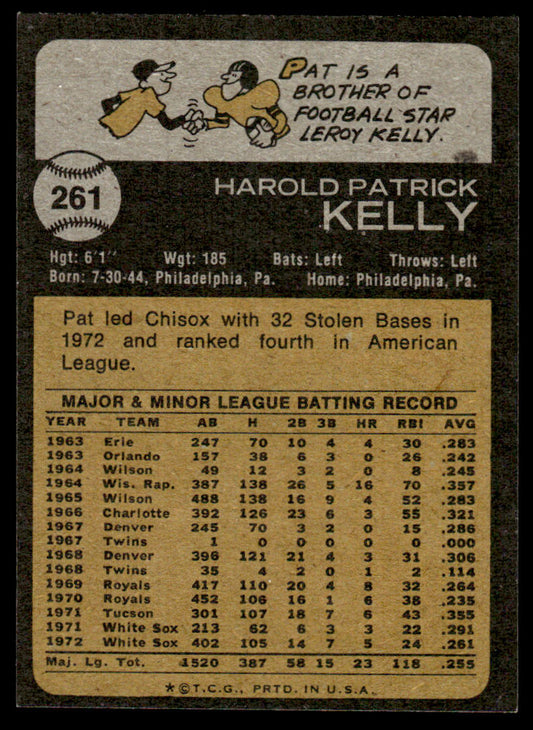 PAT IS A
BROTHER OF
FOOTBALL STAR
LEROY KELLY.
261
HAROLD PATRICK
KELLY
Hgt: 6'1" Wgt: 185 Bats: Left Throws: Left
Born: 7-30-44, Philadelphia, Pa. Home: Philadelphia, Pa.
Pat led Chisox with 32 Stolen Bases in
1972 and ranked fourth in American
League.
MAJOR & MINOR LEAGUE BATTING RECORD
YEAR TEAM AB H 2B 3B HR RBI AVG
1963 Erie 247 70 10 4 4 30 .283
1963 Orlando 157 38 6 3 0 26 .242
1964 Wilson 49 12 3 2 0 8 .245
1964 Wis. Rap. 387 138 26 5 16 70 .357
1965 Wilson 488 138 16 9 4 52 .283
1966 Charlotte 392 126 23 6 3 55 .321
1967 Denver 245 70 3 2 0 15 .286
1967 Twins 1 0 0 0 0 0 .000
1968 Denver 396 121 21 4 3 31 .306
1968 Twins 35 4 2 0 1 2 .114
1969 Royals 417 110 20 4 8 32 .264
1970 Royals 452 106 16 1 6 38 .235
1971 Tucson 301 107 18 7 6 43 .355
1971 White Sox 213 62 6 3 3 22 .291
1972 White Sox 402 105 14 7 5 24 .261
Maj. Lg. Tot. 1520 387 58 15 23 118 .255
*©T.C.G., PRTD. IN U.S.A.